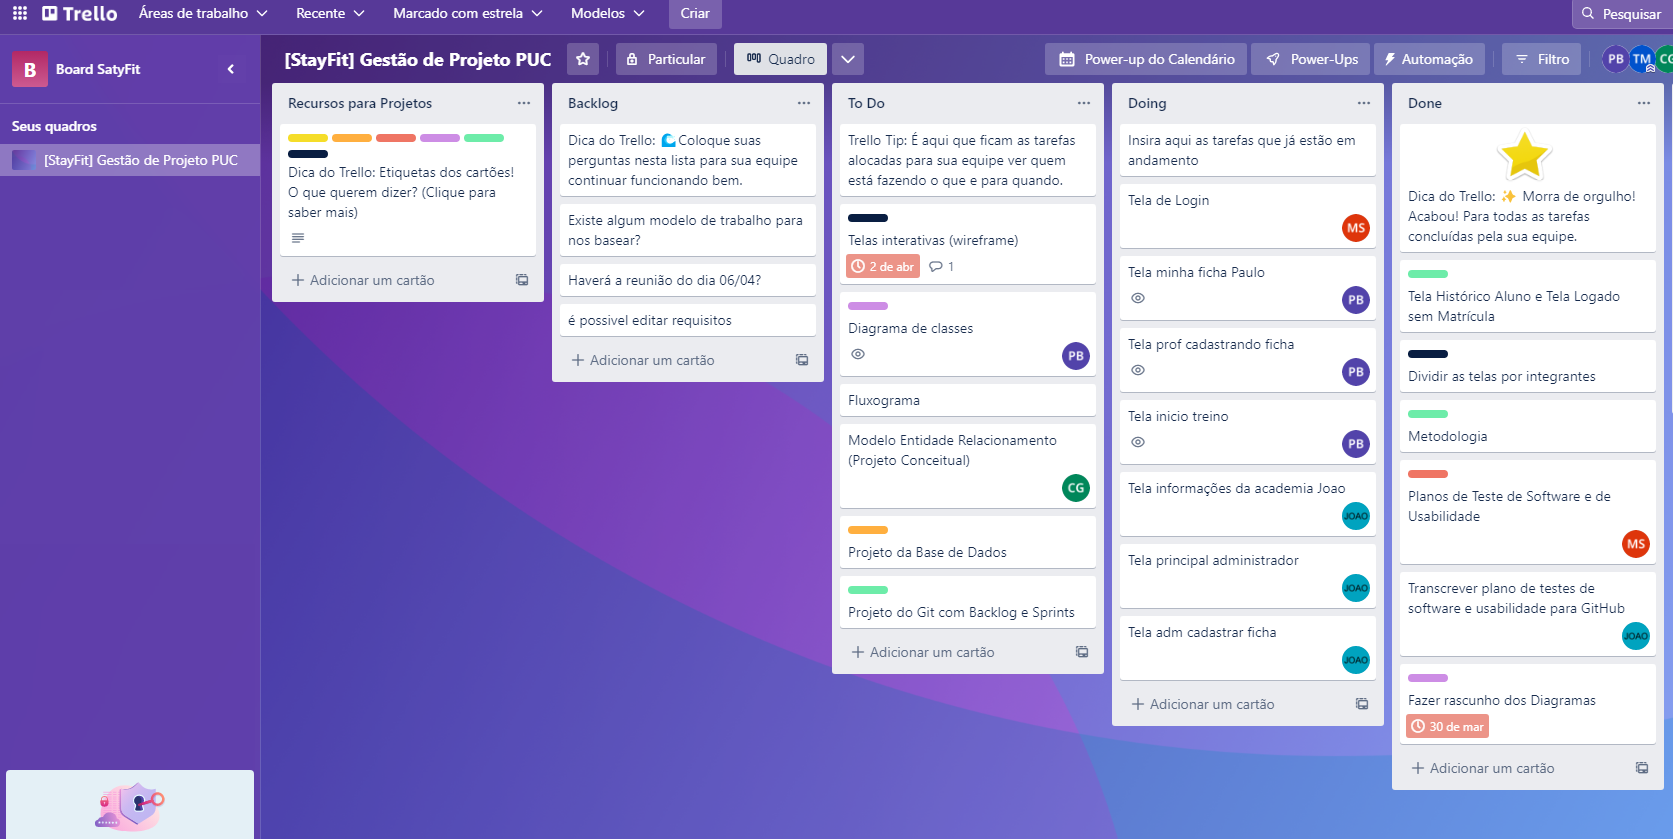 Trello
Áreas de trabalho
Recente
Marcado com estrela
Modelos
Criar
Pesquisar
B
Board SatyFit
Seus quadros
[StayFit] Gestão de Projeto PUC
[StayFit] Gestão de Projeto PUC
Particular
Quadro
Power-up do Calendário
Power-Ups
Automação
Filtro
PB
TM
CG
Recursos para Projetos
Dica do Trello: Etiquetas dos cartões!
O que querem dizer? (Clique para
saber mais)
Adicionar um cartão
Backlog
Dica do Trello: 🌊Coloque suas
perguntas nesta lista para sua equipe
continuar funcionando bem.
Existe algum modelo de trabalho para
nos basear?
Haverá a reunião do dia 06/04?
é possivel editar requisitos
Adicionar um cartão
To Do
Trello Tip: É aqui que ficam as tarefas
alocadas para sua equipe ver quem
está fazendo o que e para quando.
Telas interativas (wireframe)
2 de abr
1
Diagrama de classes
PB
Fluxograma
Modelo Entidade Relacionamento
(Projeto Conceitual)
CG
Projeto da Base de Dados
Projeto do Git com Backlog e Sprints
Adicionar um cartão
Doing
Insira aqui as tarefas que já estão em
andamento
Tela de Login
MS
Tela minha ficha Paulo
PB
Tela prof cadastrando ficha
PB
Tela inicio treino
PB
Tela informações da academia Joao
JOAO
Tela principal administrador
JOAO
Tela adm cadastrar ficha
JOAO
Adicionar um cartão
Done
Dica do Trello: ✨ Morra de orgulho!
Acabou! Para todas as tarefas
concluídas pela sua equipe.
Tela Histórico Aluno e Tela Logado
sem Matrícula
Dividir as telas por integrantes
Metodologia
Planos de Teste de Software e de
Usabilidade
MS
Transcrever plano de testes de
software e usabilidade para GitHub
JOAO
Fazer rascunho dos Diagramas
30 de mar
Adicionar um cartão